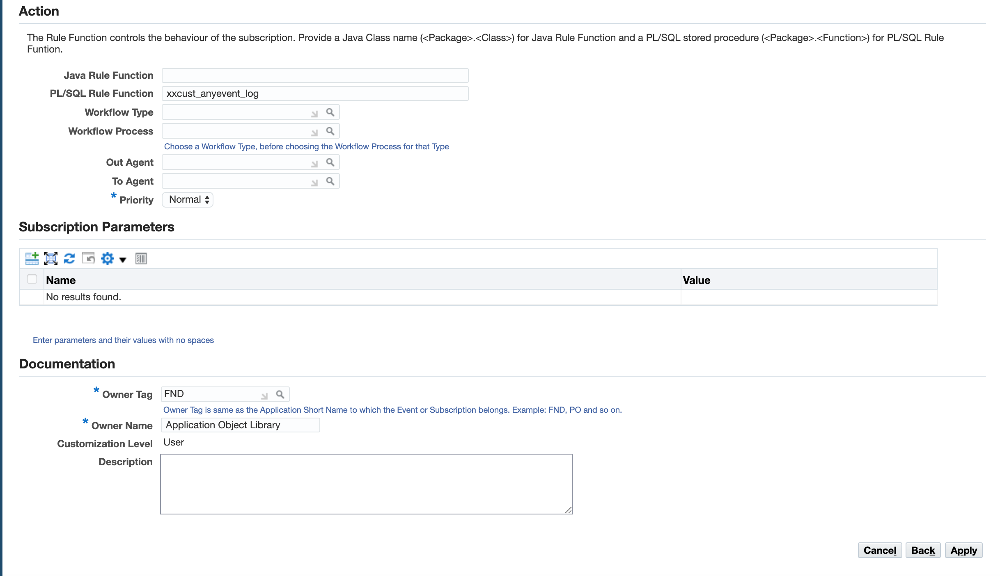 Action
The Rule Function controls the behaviour of the subscription. Provide a Java Class name (<Package>.<Class>) for Java Rule Function and a PL/SQL stored procedure (<Package>.<Function>) for PL/SQL Rule
Funtion.
Java Rule Function
PL/SQL Rule Function xxcust_anyevent_log
Workflow Type
Workflow Process
Choose a Workflow Type, before choosing the Workflow Process for that Type
Out Agent
To Agent
* Priority Normal
Subscription Parameters
Name Value
No results found.
Enter parameters and their values with no spaces
Documentation
* Owner Tag FND
Owner Tag is same as the Application Short Name to which the Event or Subscription belongs. Example: FND, PO and so on.
* Owner Name Application Object Library
Customization Level User
Description
Cancel Back Apply